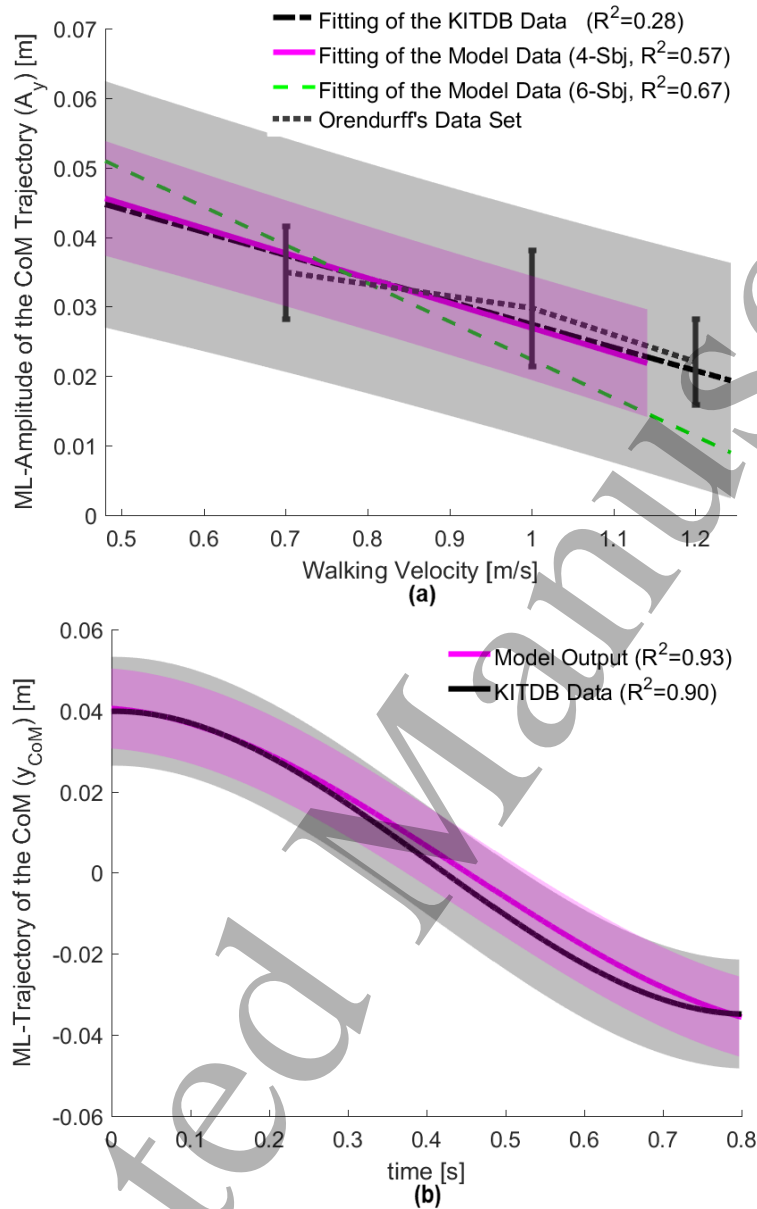 0.07
0.06
0.05
0.04
0.03
0.02
0.01
0
ML-Amplitude of the CoM Trajectory (A_y) [m]
Fitting of the KITDB Data (R²=0.28)
Fitting of the Model Data (4-Sbj, R²=0.57)
Fitting of the Model Data (6-Sbj, R²=0.67)
Orendurff's Data Set
0.5 0.6 0.7 0.8 0.9 1 1.1 1.2
Walking Velocity [m/s]
(a)
0.06
0.04
0.02
0
-0.02
-0.04
-0.06
ML-Trajectory of the CoM (y_CoM) [m]
Model Output (R²=0.93)
KITDB Data (R²=0.90)
0 0.1 0.2 0.3 0.4 0.5 0.6 0.7 0.8
time [s]
(b)
ted Manus